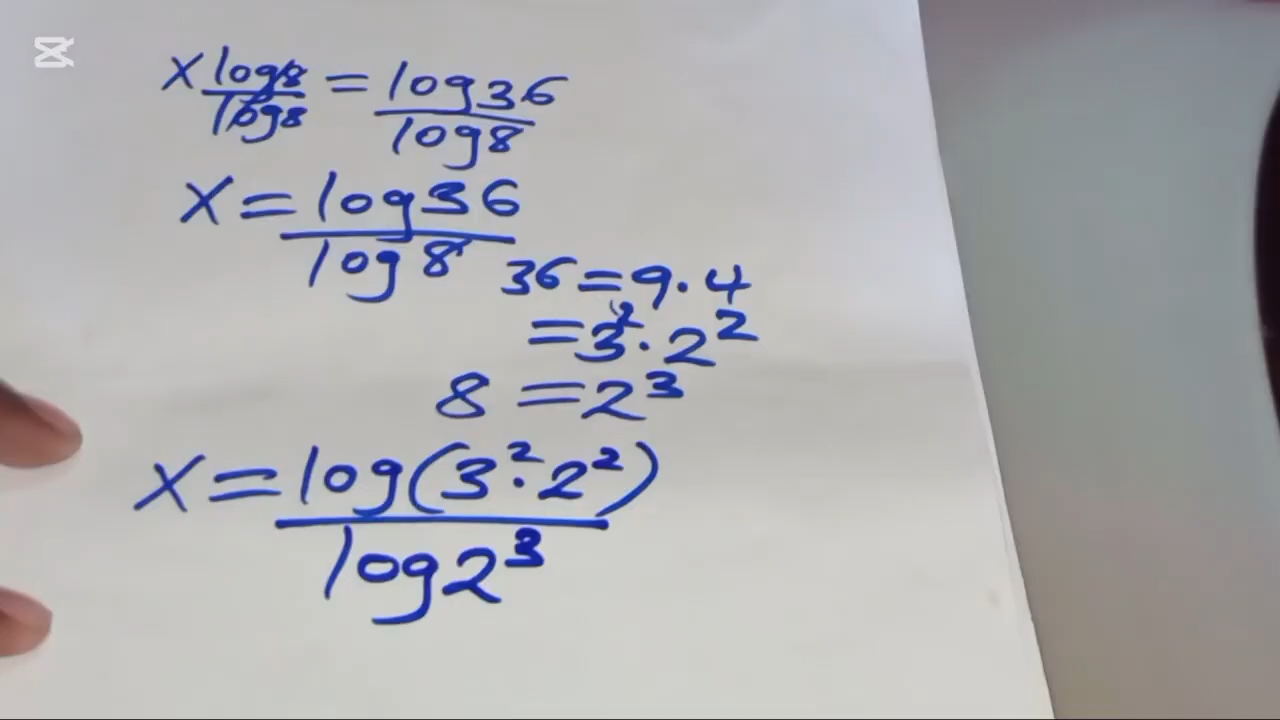 x log8/log8 = log36/log8
x = log36/log8
36 = 9·4
= 3²·2²
8 = 2³
x = log(3²·2²)/log2³